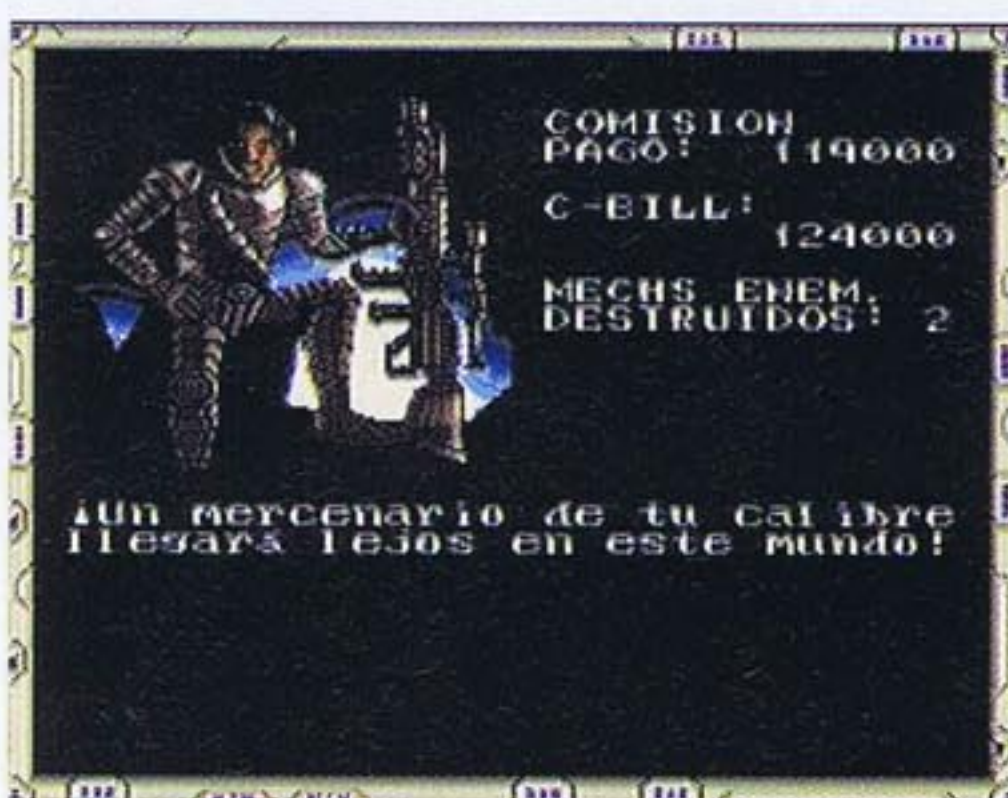 COMISION
PAGO: 119000
C-BILL:
124000
MECHS ENEM.
DESTRUIDOS: 2
¡Un mercenario de tu calibre
llegará lejos en este mundo!